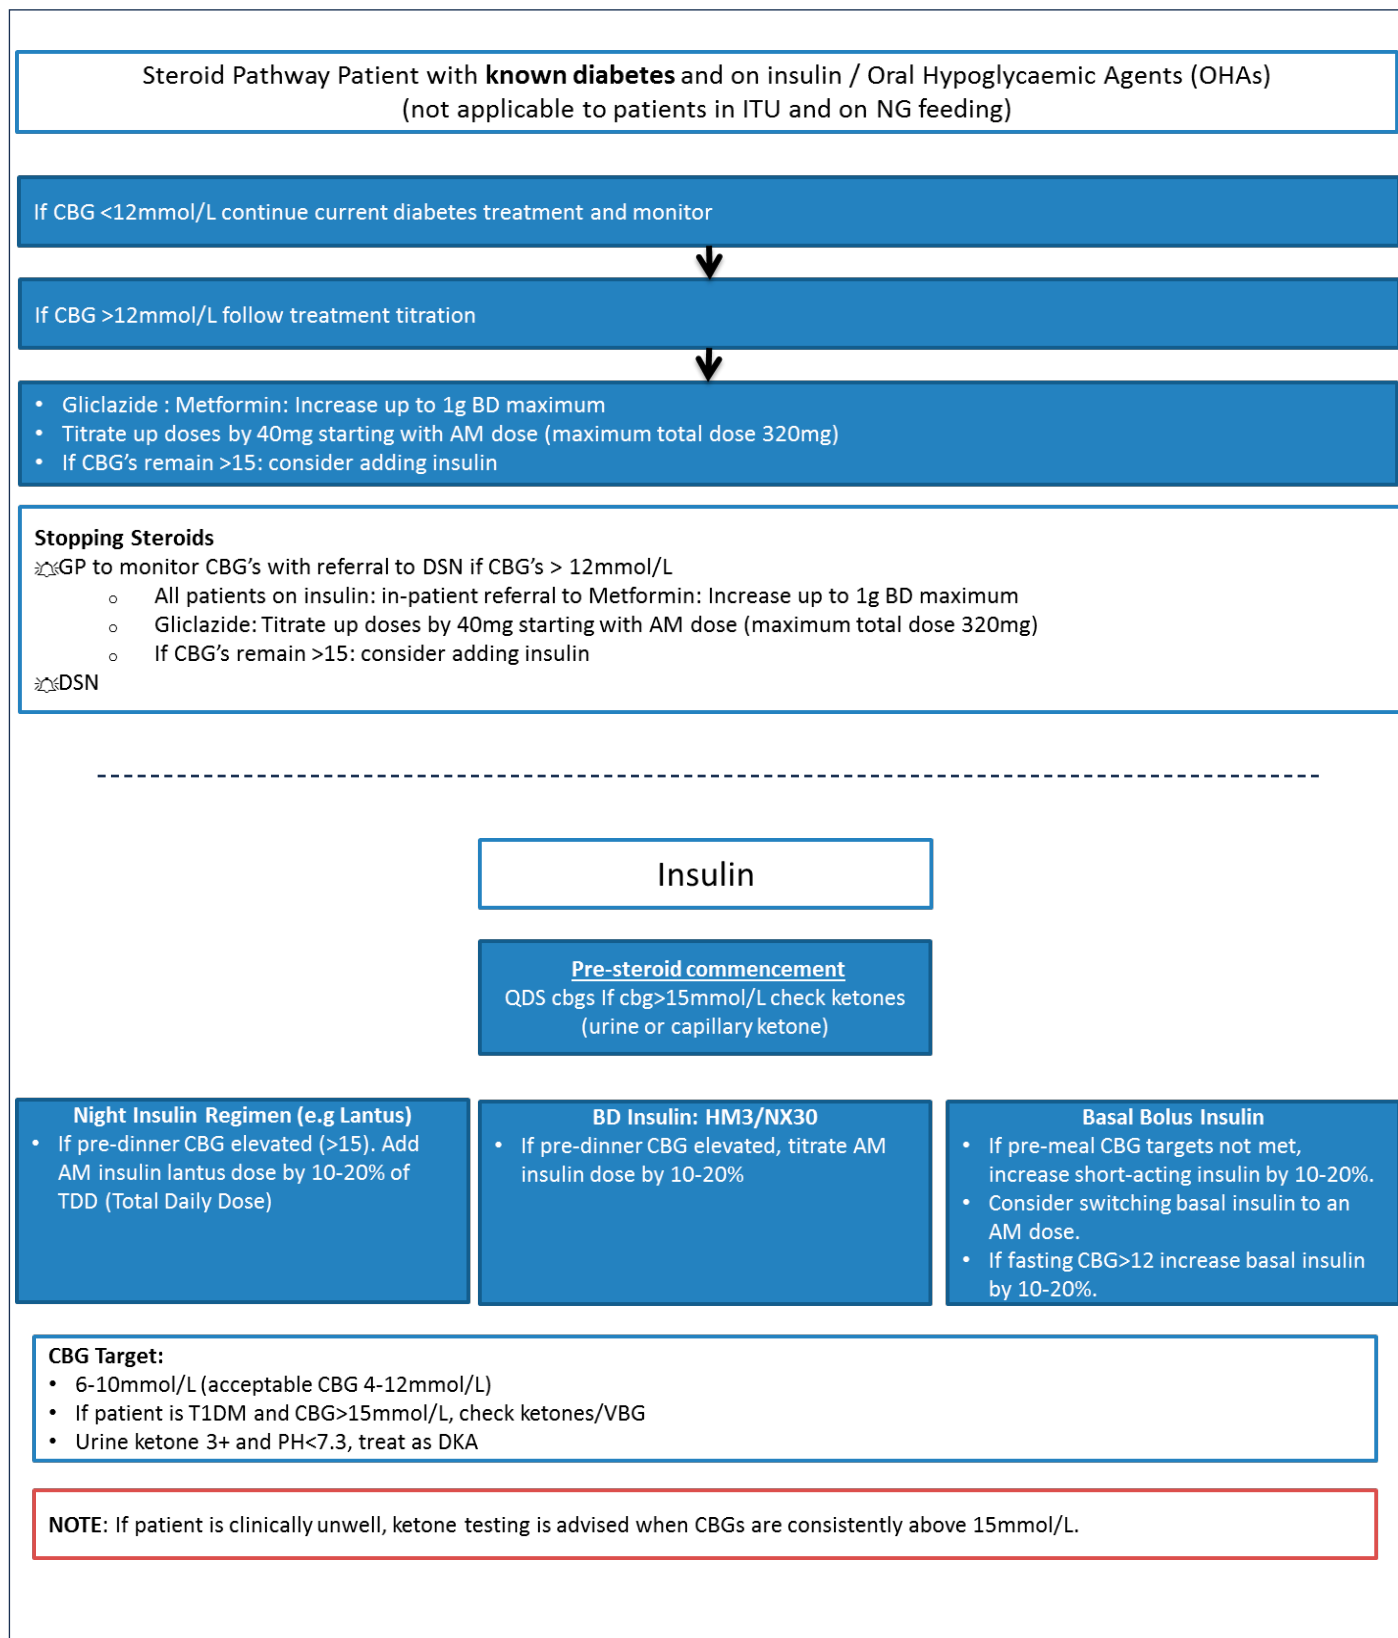 Steroid Pathway Patient with known diabetes and on insulin / Oral Hypoglycaemic Agents (OHAs)
(not applicable to patients in ITU and on NG feeding)
If CBG <12mmol/L continue current diabetes treatment and monitor
If CBG >12mmol/L follow treatment titration
• Gliclazide : Metformin: Increase up to 1g BD maximum
• Titrate up doses by 40mg starting with AM dose (maximum total dose 320mg)
• If CBG’s remain >15: consider adding insulin
Stopping Steroids
GP to monitor CBG’s with referral to DSN if CBG’s > 12mmol/L
o All patients on insulin: in-patient referral to Metformin: Increase up to 1g BD maximum
o Gliclazide: Titrate up doses by 40mg starting with AM dose (maximum total dose 320mg)
o If CBG’s remain >15: consider adding insulin
DSN
Insulin
Pre-steroid commencement
QDS cbgs If cbg>15mmol/L check ketones
(urine or capillary ketone)
Night Insulin Regimen (e.g Lantus)
• If pre-dinner CBG elevated (>15). Add
AM insulin lantus dose by 10-20% of
TDD (Total Daily Dose)
BD Insulin: HM3/NX30
• If pre-dinner CBG elevated, titrate AM
insulin dose by 10-20%
Basal Bolus Insulin
• If pre-meal CBG targets not met,
increase short-acting insulin by 10-20%.
• Consider switching basal insulin to an
AM dose.
• If fasting CBG>12 increase basal insulin
by 10-20%.
CBG Target:
• 6-10mmol/L (acceptable CBG 4-12mmol/L)
• If patient is T1DM and CBG>15mmol/L, check ketones/VBG
• Urine ketone 3+ and PH<7.3, treat as DKA
NOTE: If patient is clinically unwell, ketone testing is advised when CBGs are consistently above 15mmol/L.